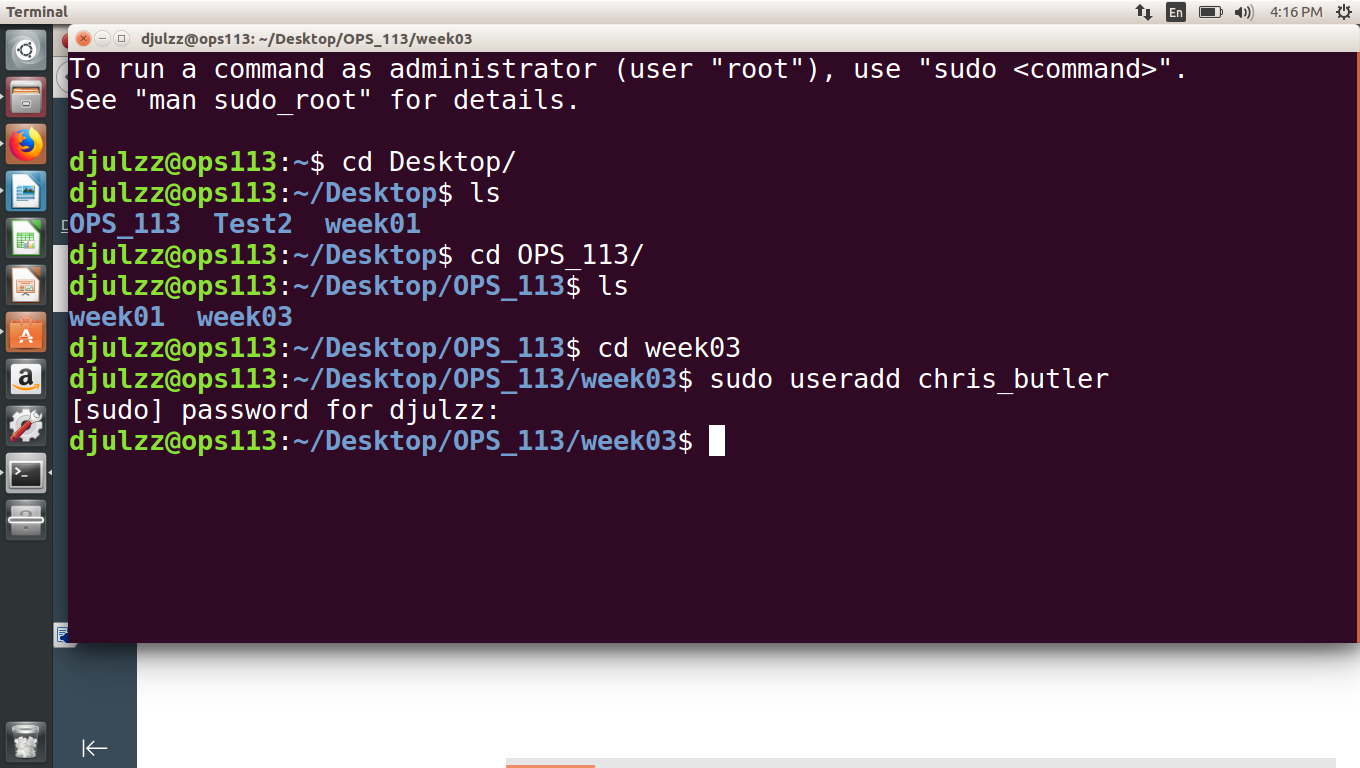 Terminal
En
4:16 PM
djulzz@ops113: ~/Desktop/OPS_113/week03
To run a command as administrator (user "root"), use "sudo <command>".
See "man sudo_root" for details.
djulzz@ops113:~$ cd Desktop/
djulzz@ops113:~/Desktop$ ls
OPS_113  Test2  week01
djulzz@ops113:~/Desktop$ cd OPS_113/
djulzz@ops113:~/Desktop/OPS_113$ ls
week01  week03
djulzz@ops113:~/Desktop/OPS_113$ cd week03
djulzz@ops113:~/Desktop/OPS_113/week03$ sudo useradd chris_butler
[sudo] password for djulzz:
djulzz@ops113:~/Desktop/OPS_113/week03$